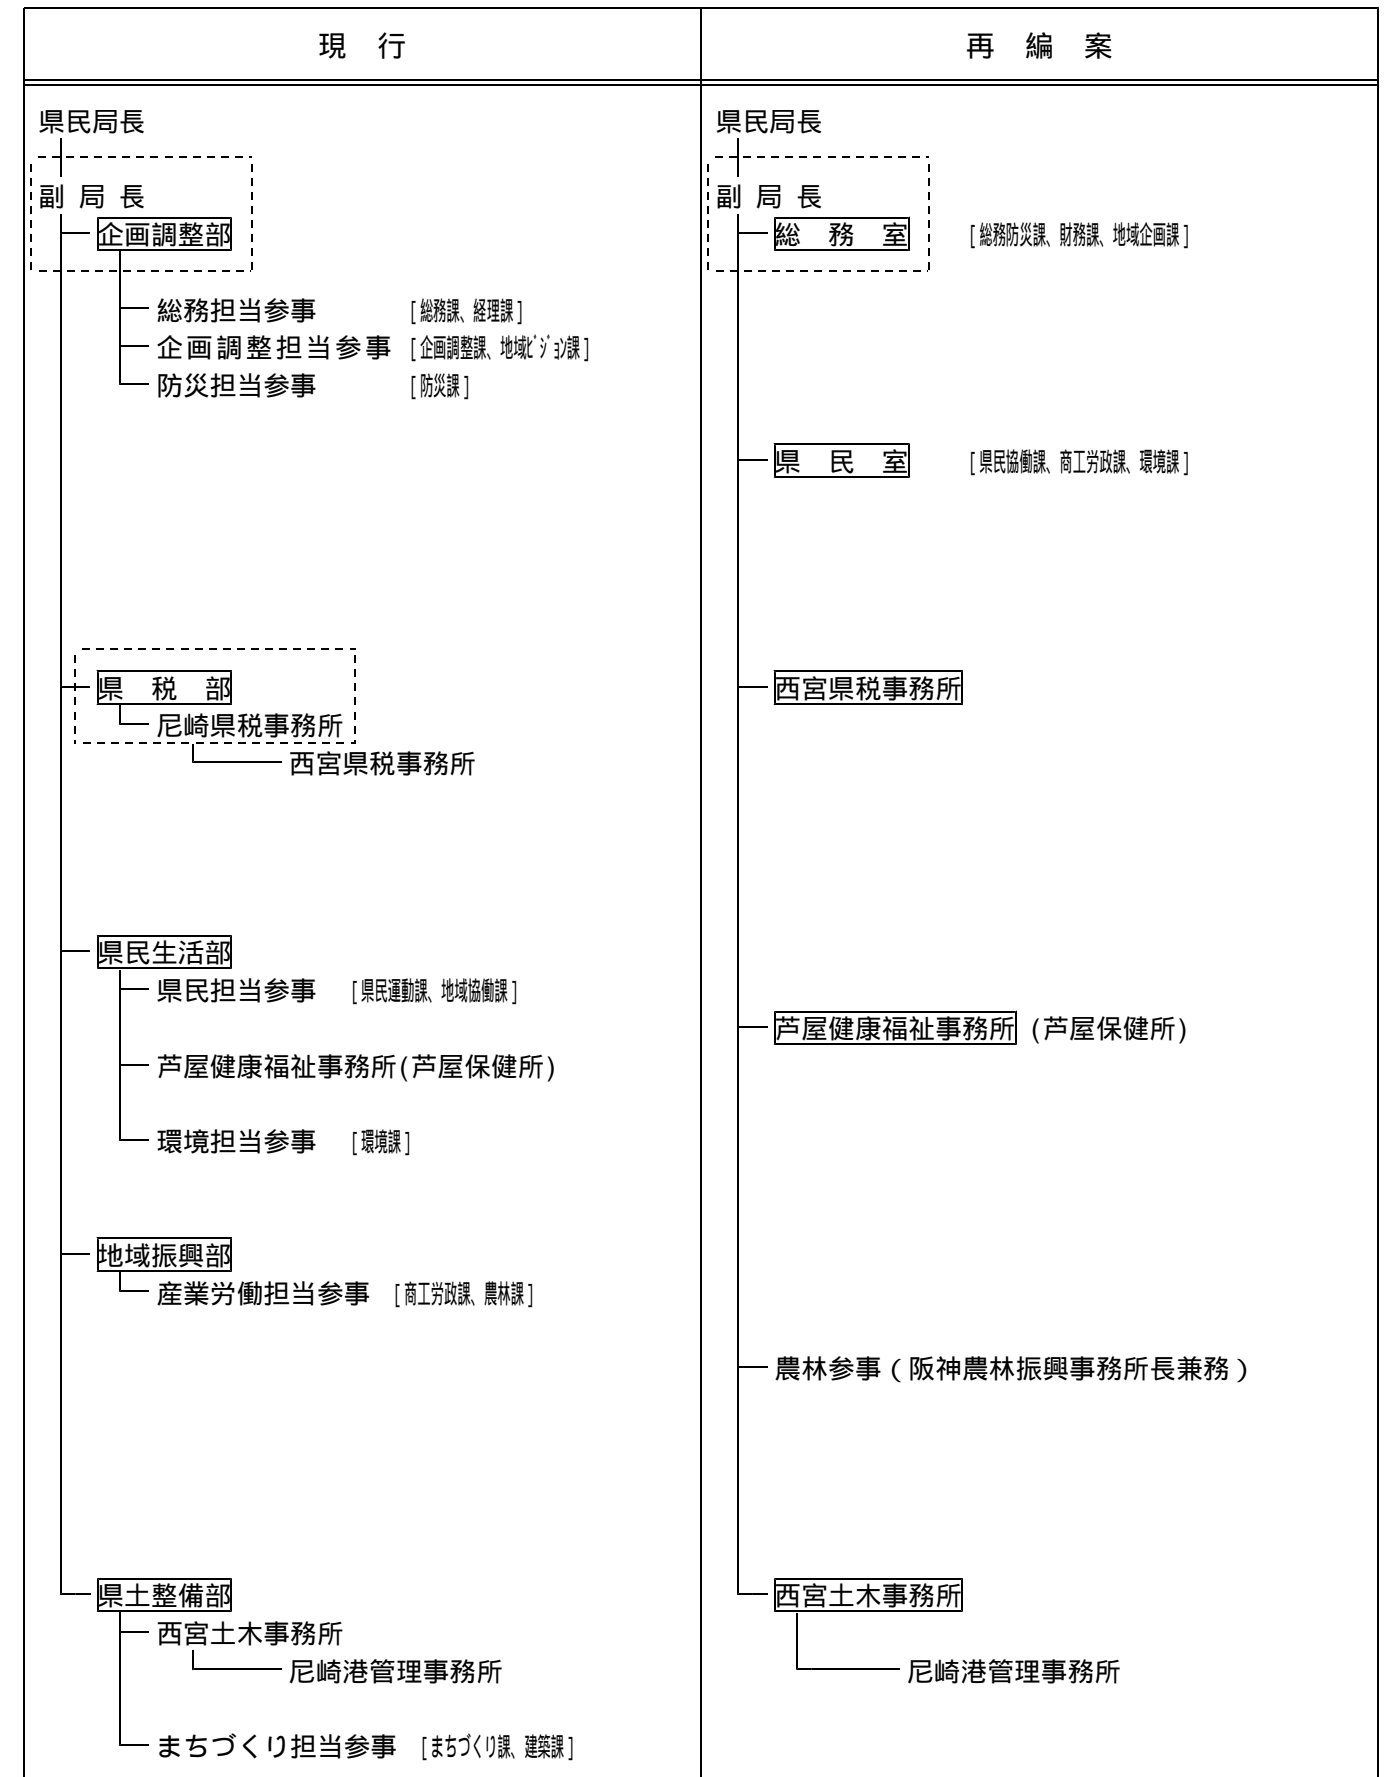 現　行
再　編　案
県民局長
副 局 長
企画調整部
総務担当参事 [総務課、経理課]
企画調整担当参事 [企画調整課、地域ﾋﾞｼﾞｮﾝ課]
防災担当参事 [防災課]
県　税　部
尼崎県税事務所
西宮県税事務所
県民生活部
県民担当参事 [県民運動課、地域協働課]
芦屋健康福祉事務所(芦屋保健所)
環境担当参事 [環境課]
地域振興部
産業労働担当参事 [商工労政課、農林課]
県土整備部
西宮土木事務所
尼崎港管理事務所
まちづくり担当参事 [まちづくり課、建築課]
県民局長
副 局 長
総　務　室 [総務防災課、財務課、地域企画課]
県　民　室 [県民協働課、商工労政課、環境課]
西宮県税事務所
芦屋健康福祉事務所 (芦屋保健所)
農林参事（阪神農林振興事務所長兼務）
西宮土木事務所
尼崎港管理事務所